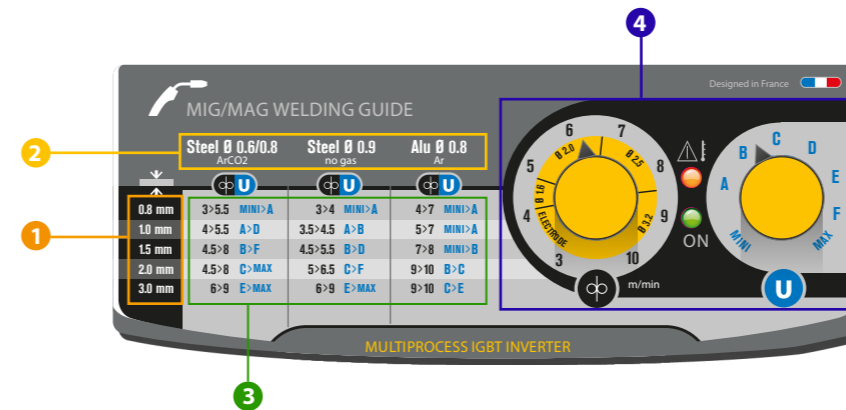 4
Designed in France
MIG/MAG WELDING GUIDE
2
Steel Ø 0.6/0.8 Steel Ø 0.9 Alu Ø 0.8
ArCO2 no gas Ar
U U U
1
0.8 mm 3>5.5 MINI>A 3>4 MINI>A 4>7 MINI>A
1.0 mm 4>5.5 A>D 3.5>4.5 A>B 5>7 MINI>A
1.5 mm 4.5>8 B>F 4.5>5.5 B>D 7>8 MINI>B
2.0 mm 4.5>8 C>MAX 5>6.5 C>F 9>10 B>C
3.0 mm 6>9 E>MAX 6>9 E>MAX 9>10 C>E
3 4 5 6 7 8 9 10
ELECTRODE Ø 1.6 Ø 2.0 Ø 2.5 Ø 3.2
m/min
ON
MINI A B C D E F MAX
U
MULTIPROCESS IGBT INVERTER
3